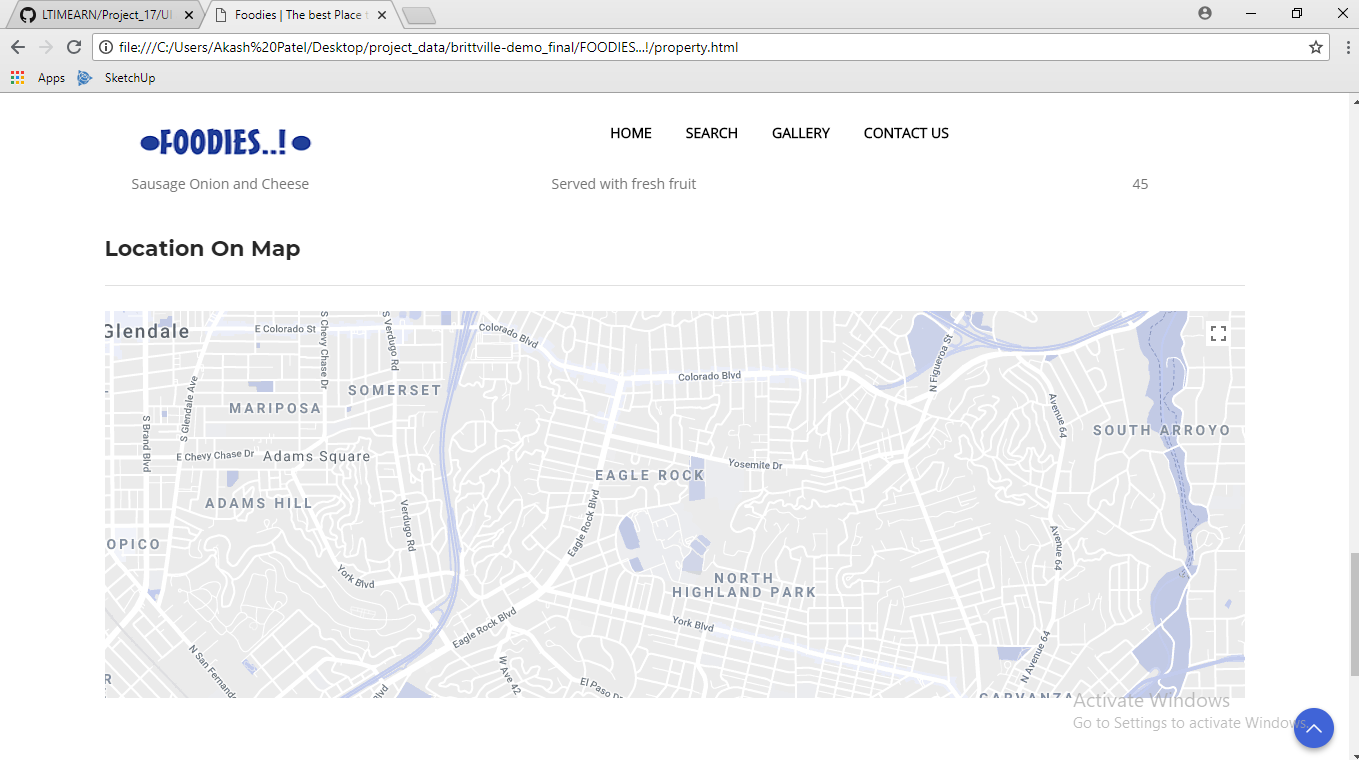 LTIMEARN/Project_17/UI
Foodies | The best Place t
file:///C:/Users/Akash%20Patel/Desktop/project_data/brittville-demo_final/FOODIES...!/property.html
Apps
SketchUp
FOODIES..!
HOME
SEARCH
GALLERY
CONTACT US
Sausage Onion and Cheese
Served with fresh fruit
45
Location On Map
Glendale
E Colorado St
S Chevy Chase Dr
S Verdugo Rd
Colorado Blvd
Colorado Blvd
N Figueroa St
SOMERSET
MARIPOSA
S Glendale Ave
S Brand Blvd
Avenue 64
SOUTH ARROYO
E Chevy Chase Dr
Adams Square
Yosemite Dr
EAGLE ROCK
ADAMS HILL
Verdugo Rd
Eagle Rock Blvd
Avenue 64
OPICO
York Blvd
NORTH
HIGHLAND PARK
Eagle Rock Blvd
York Blvd
N San Fernando
W Ave 42
El Paso Dr
N Avenue 64
lvd
R
GARVANZA
Activate Windows
Go to Settings to activate Windows.